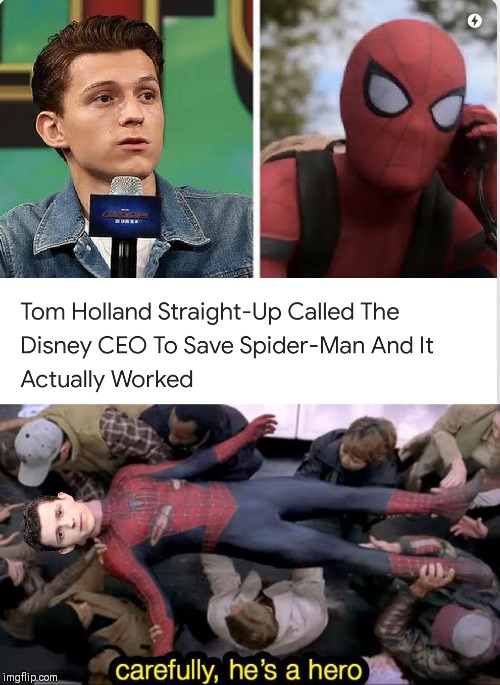 Tom Holland Straight-Up Called The
Disney CEO To Save Spider-Man And It
Actually Worked
carefully, he's a hero
imgflip.com